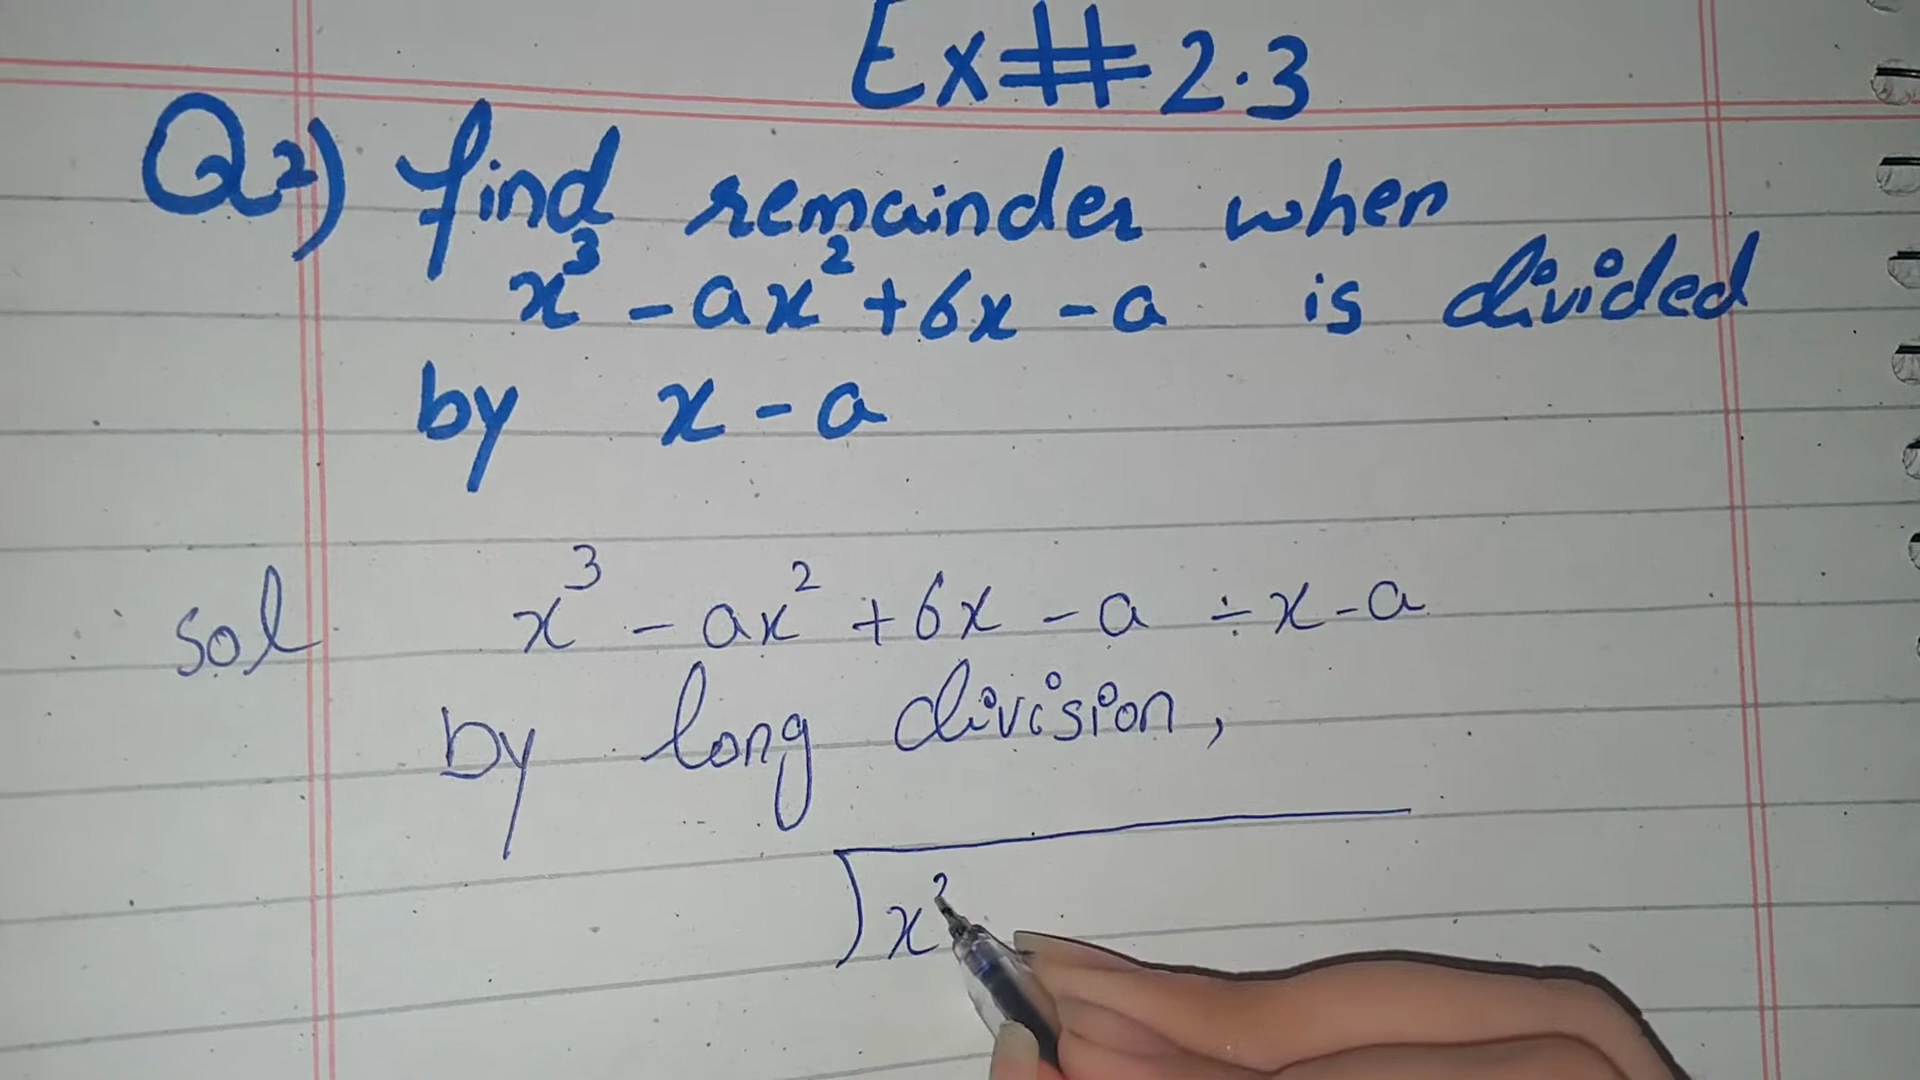 Ex# 2.3
Q2) find remainder when
x³ - ax² + 6x - a is divided
by x - a
Sol x³ - ax² + 6x - a ÷ x - a
by long division,
x³